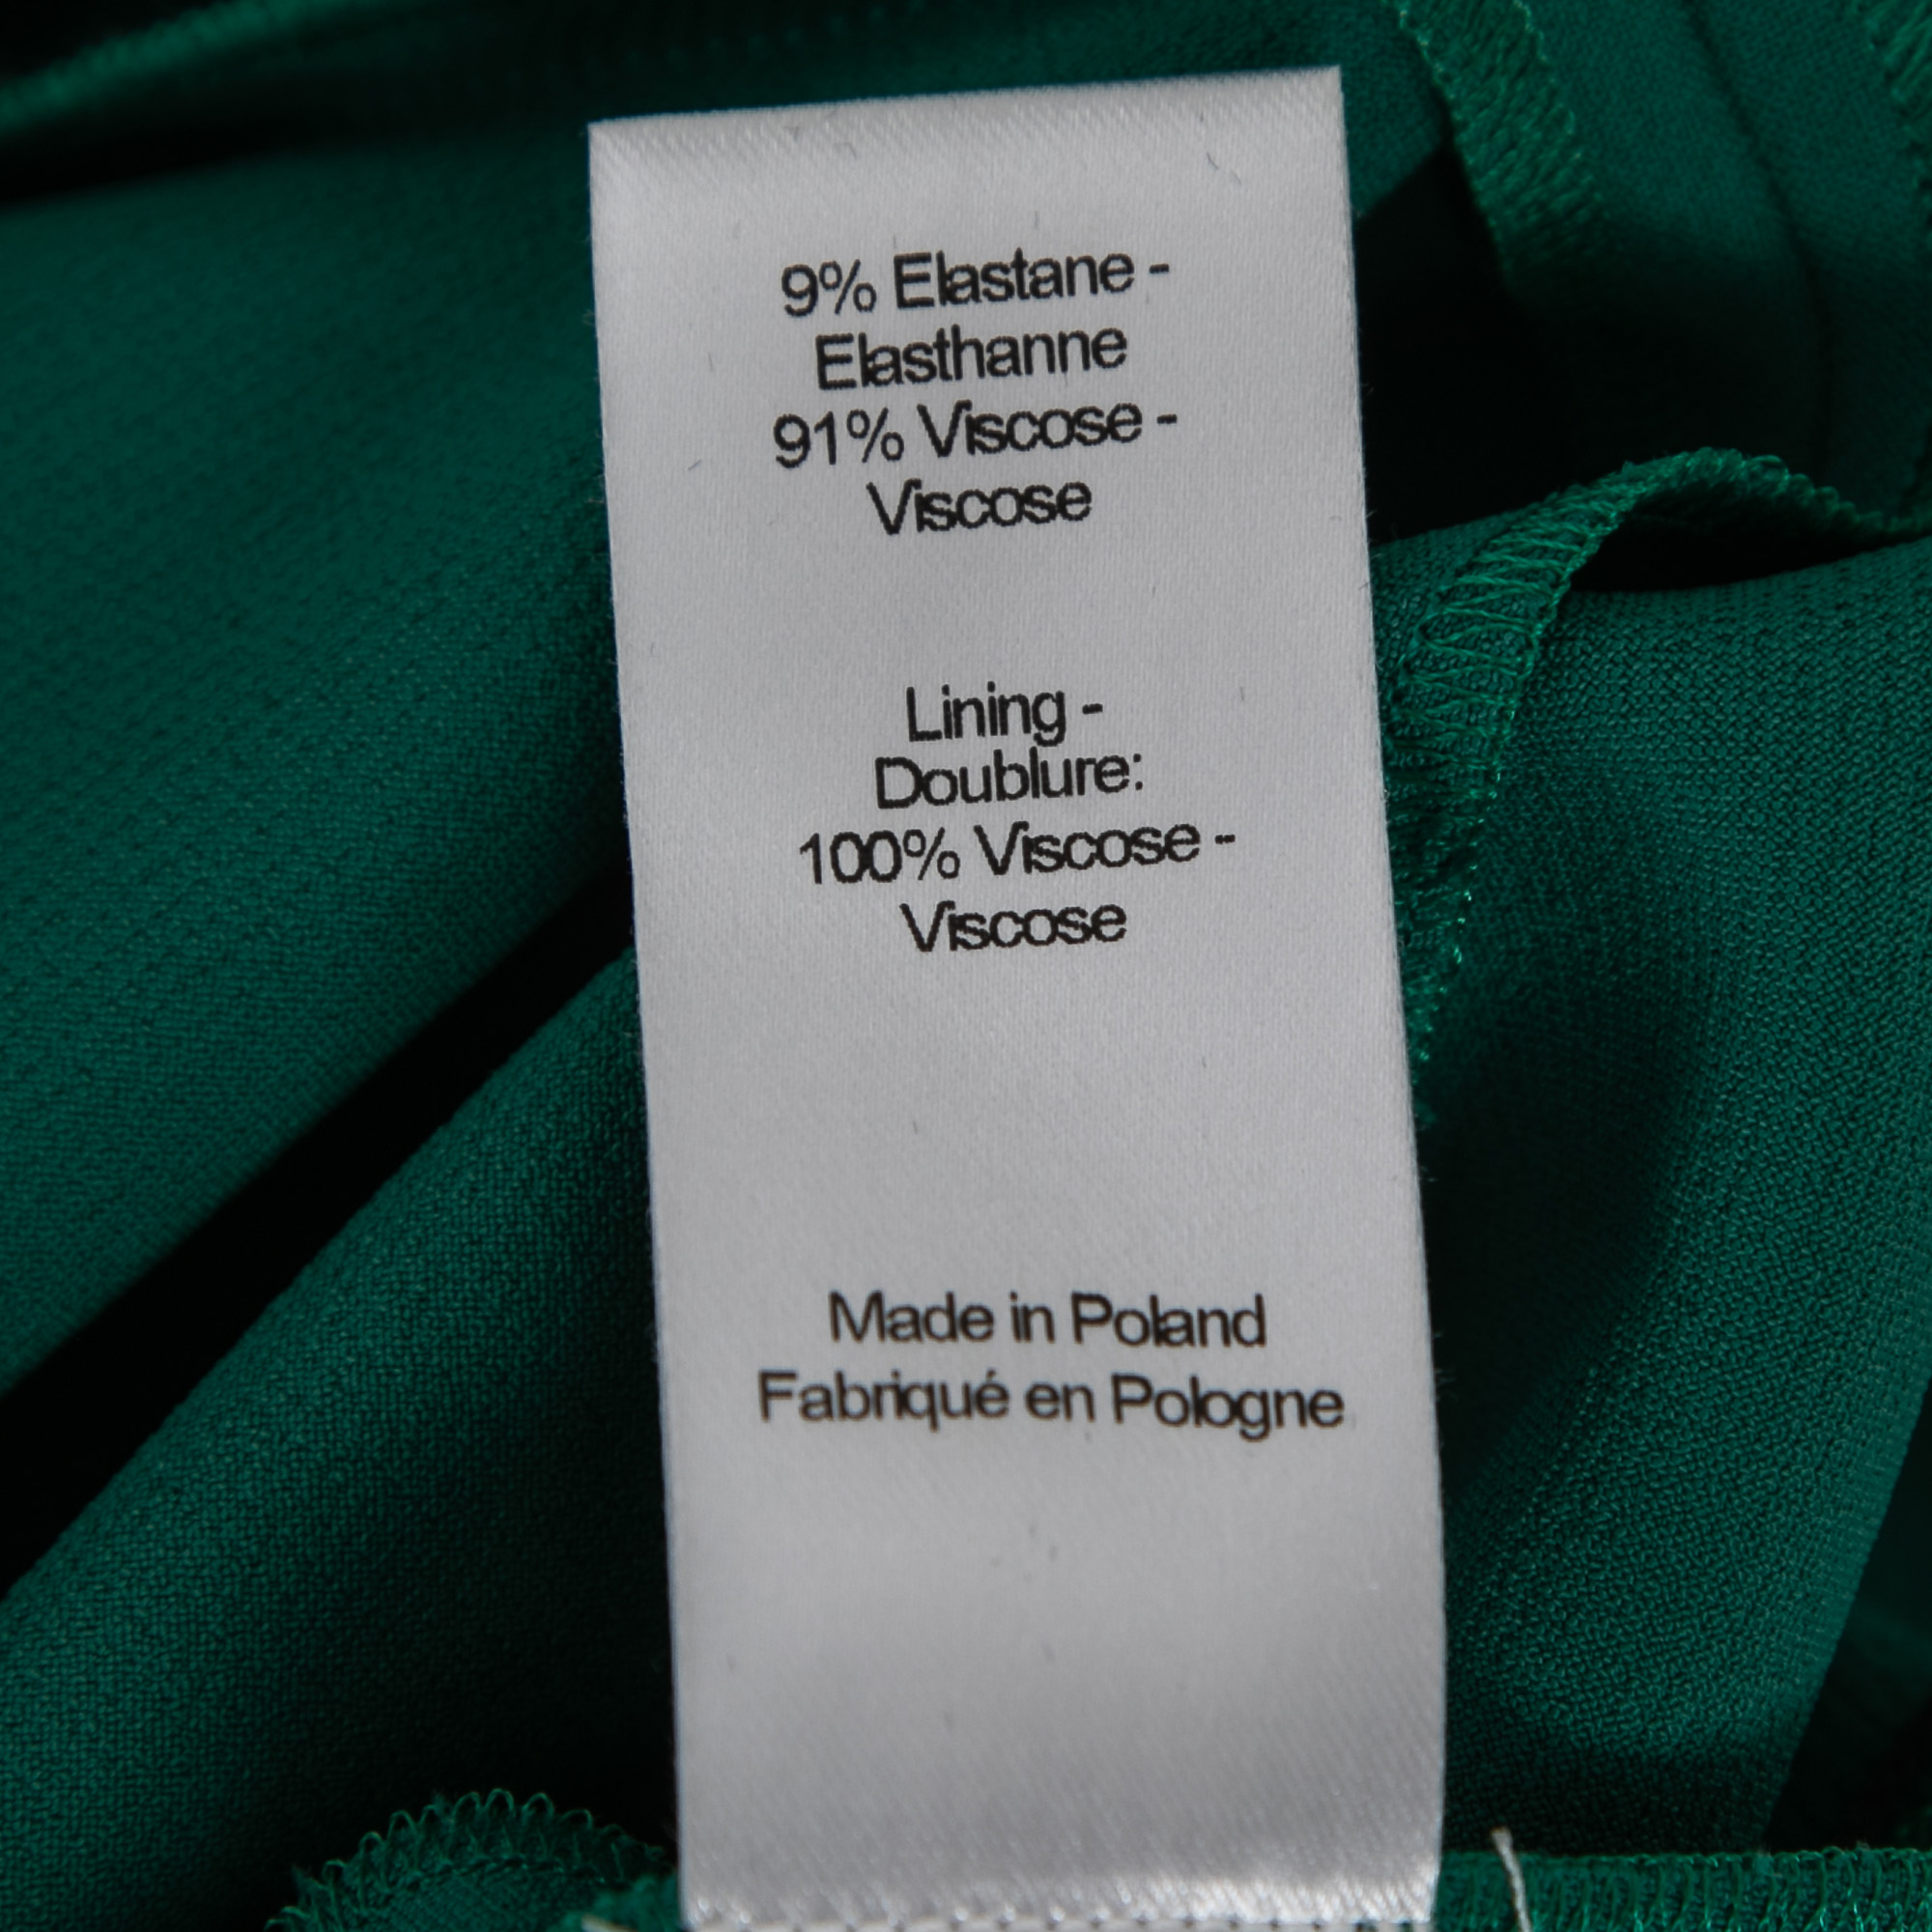 9% Elastane -
Elasthanne
91% Viscose -
Viscose
Lining -
Doublure:
100% Viscose -
Viscose
Made in Poland
Fabriqué en Pologne